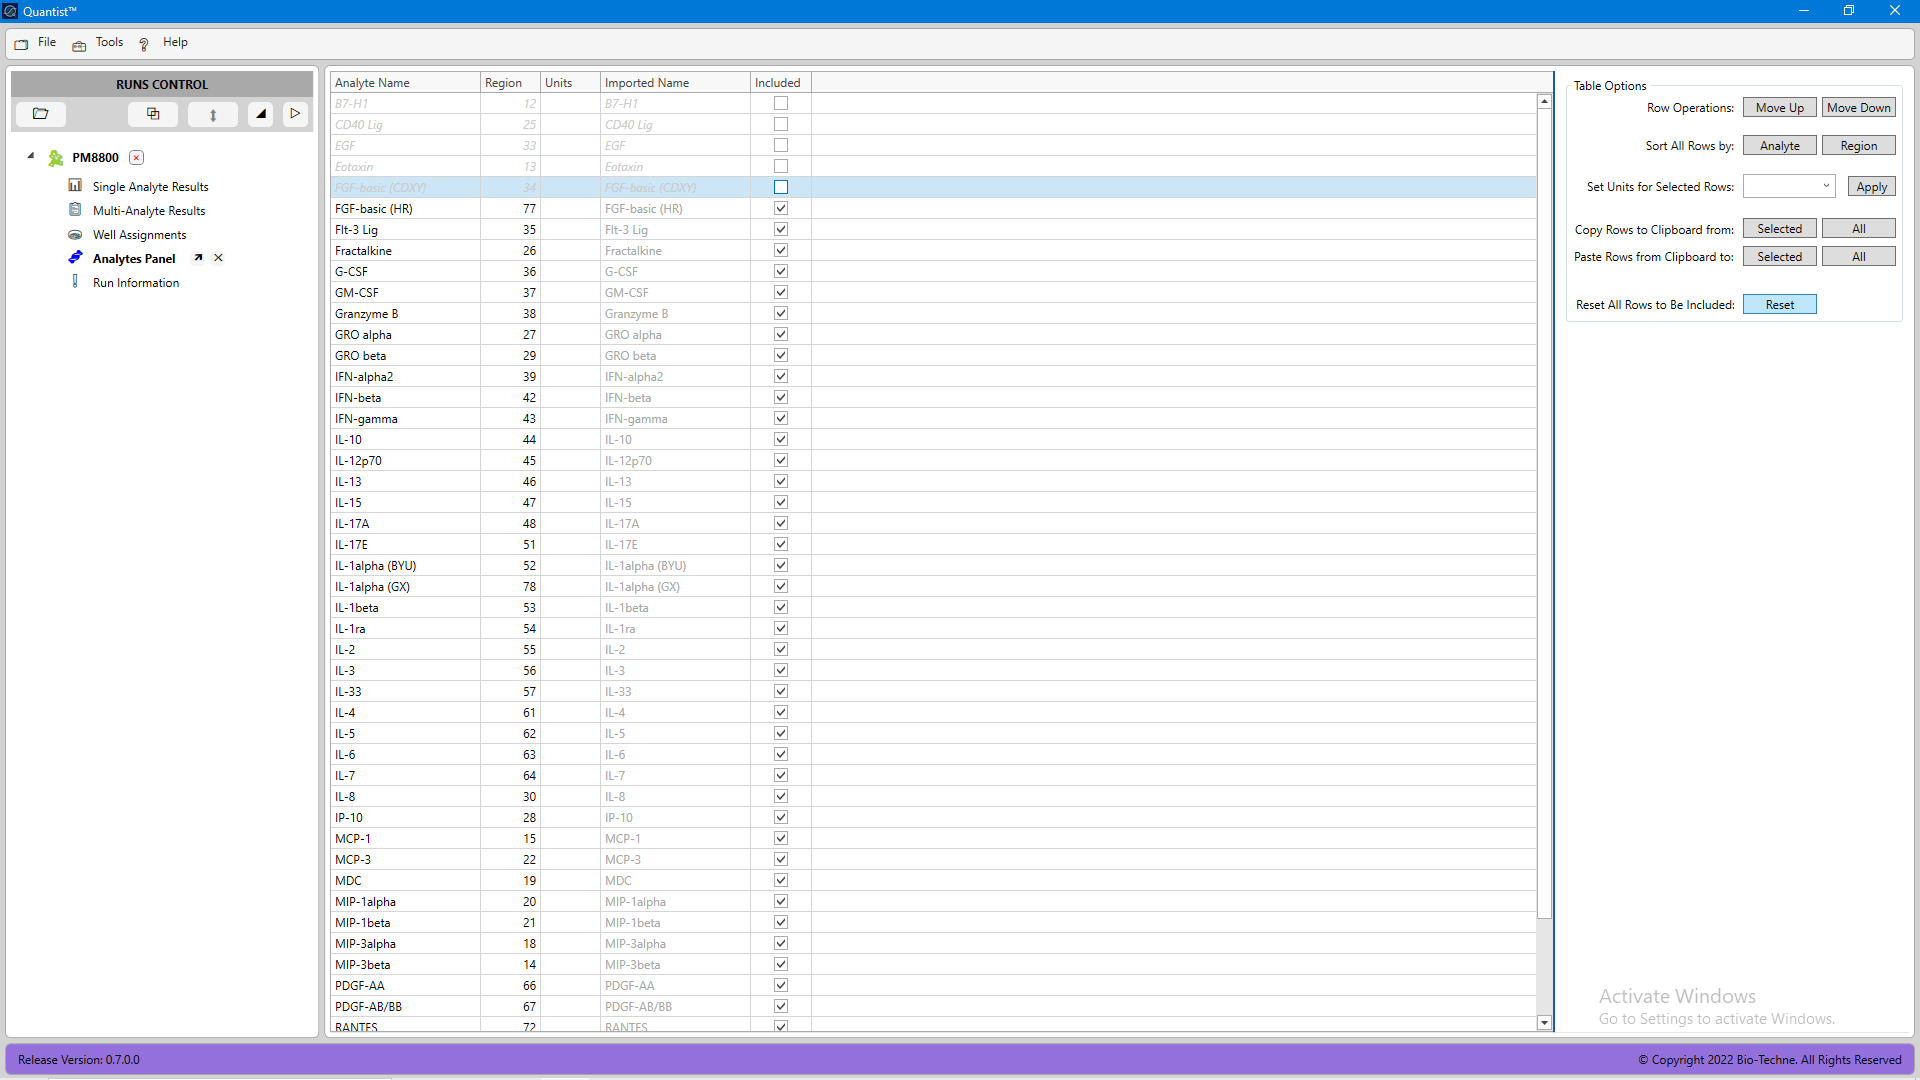 Quantist™
File Tools Help
RUNS CONTROL
PM8800
Single Analyte Results
Multi-Analyte Results
Well Assignments
Analytes Panel
Run Information
Analyte Name Region Units Imported Name Included
B7-H1 12 B7-H1
CD40 Lig 25 CD40 Lig
EGF 33 EGF
Eotaxin 13 Eotaxin
FGF-basic (CDXY) 34 FGF-basic (CDXY)
FGF-basic (HR) 77 FGF-basic (HR)
Flt-3 Lig 35 Flt-3 Lig
Fractalkine 26 Fractalkine
G-CSF 36 G-CSF
GM-CSF 37 GM-CSF
Granzyme B 38 Granzyme B
GRO alpha 27 GRO alpha
GRO beta 29 GRO beta
IFN-alpha2 39 IFN-alpha2
IFN-beta 42 IFN-beta
IFN-gamma 43 IFN-gamma
IL-10 44 IL-10
IL-12p70 45 IL-12p70
IL-13 46 IL-13
IL-15 47 IL-15
IL-17A 48 IL-17A
IL-17E 51 IL-17E
IL-1alpha (BYU) 52 IL-1alpha (BYU)
IL-1alpha (GX) 78 IL-1alpha (GX)
IL-1beta 53 IL-1beta
IL-1ra 54 IL-1ra
IL-2 55 IL-2
IL-3 56 IL-3
IL-33 57 IL-33
IL-4 61 IL-4
IL-5 62 IL-5
IL-6 63 IL-6
IL-7 64 IL-7
IL-8 30 IL-8
IP-10 28 IP-10
MCP-1 15 MCP-1
MCP-3 22 MCP-3
MDC 19 MDC
MIP-1alpha 20 MIP-1alpha
MIP-1beta 21 MIP-1beta
MIP-3alpha 18 MIP-3alpha
MIP-3beta 14 MIP-3beta
PDGF-AA 66 PDGF-AA
PDGF-AB/BB 67 PDGF-AB/BB
RANTES 72 RANTES
Table Options
Row Operations: Move Up Move Down
Sort All Rows by: Analyte Region
Set Units for Selected Rows: Apply
Copy Rows to Clipboard from: Selected All
Paste Rows from Clipboard to: Selected All
Reset All Rows to Be Included: Reset
Activate Windows
Go to Settings to activate Windows.
Release Version: 0.7.0.0
© Copyright 2022 Bio-Techne. All Rights Reserved